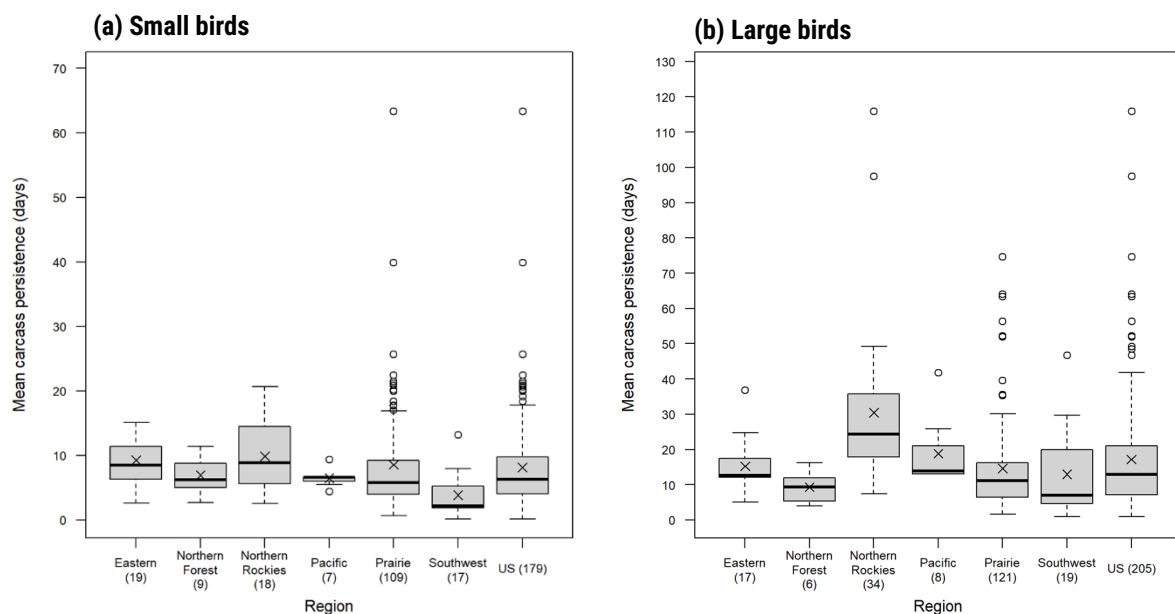 (a) Small birds
Mean carcass persistence (days)
70
60
50
40
30
20
10
0
Eastern
(19)
Northern
Forest
(9)
Northern
Rockies
(18)
Pacific
(7)
Prairie
(109)
Southwest
(17)
US (179)
Region
(b) Large birds
Mean carcass persistence (days)
130
120
110
100
90
80
70
60
50
40
30
20
10
0
Eastern
(17)
Northern
Forest
(6)
Northern
Rockies
(34)
Pacific
(8)
Prairie
(121)
Southwest
(19)
US (205)
Region